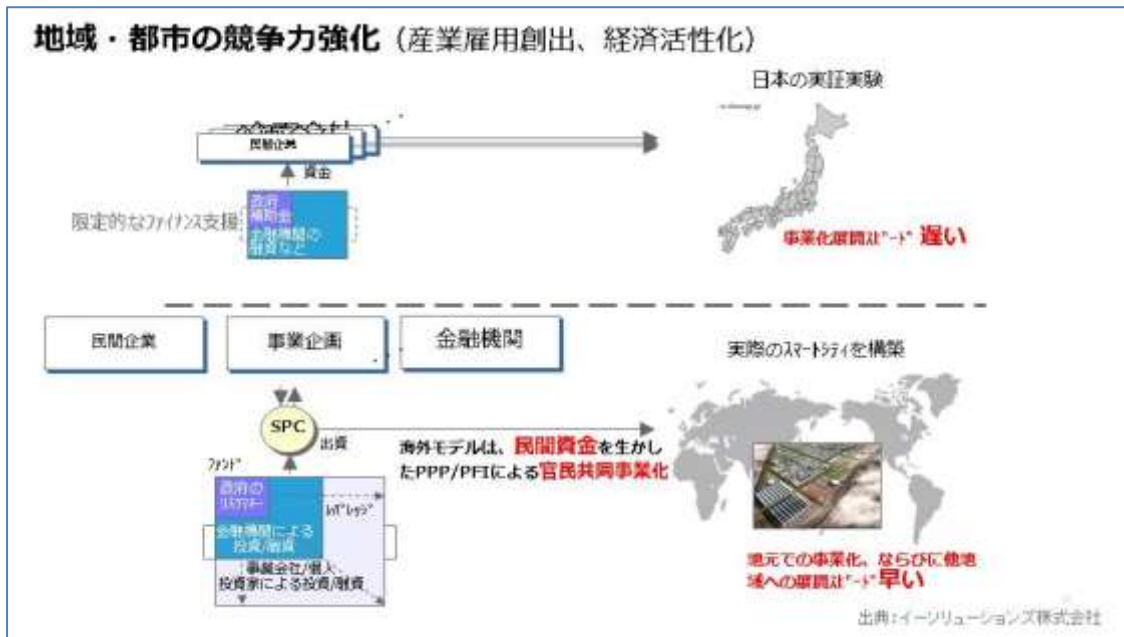 地域・都市の競争力強化（産業雇用創出、経済活性化）
日本の実証実験
民間企業
資金
政府
補助金
金融機関の
融資など
限定的なﾌｧｲﾅﾝｽ支援
事業化展開ｽﾋﾟｰﾄﾞ 遅い
民間企業
事業企画
金融機関
実際のｽﾏｰﾄｼﾃｨを構築
SPC
出資
海外モデルは、民間資金を生かし
たPPP/PFIによる官民共同事業化
ﾌｧﾝﾄﾞ
政府の
ﾘｽｸﾏﾈｰ
ﾚﾊﾞﾚｯｼﾞ
金融機関による
投資/融資
事業会社/個人
投資家による投資/融資
地元での事業化、ならびに他地
域への展開ｽﾋﾟｰﾄﾞ早い
出典：イーソリューションズ株式会社